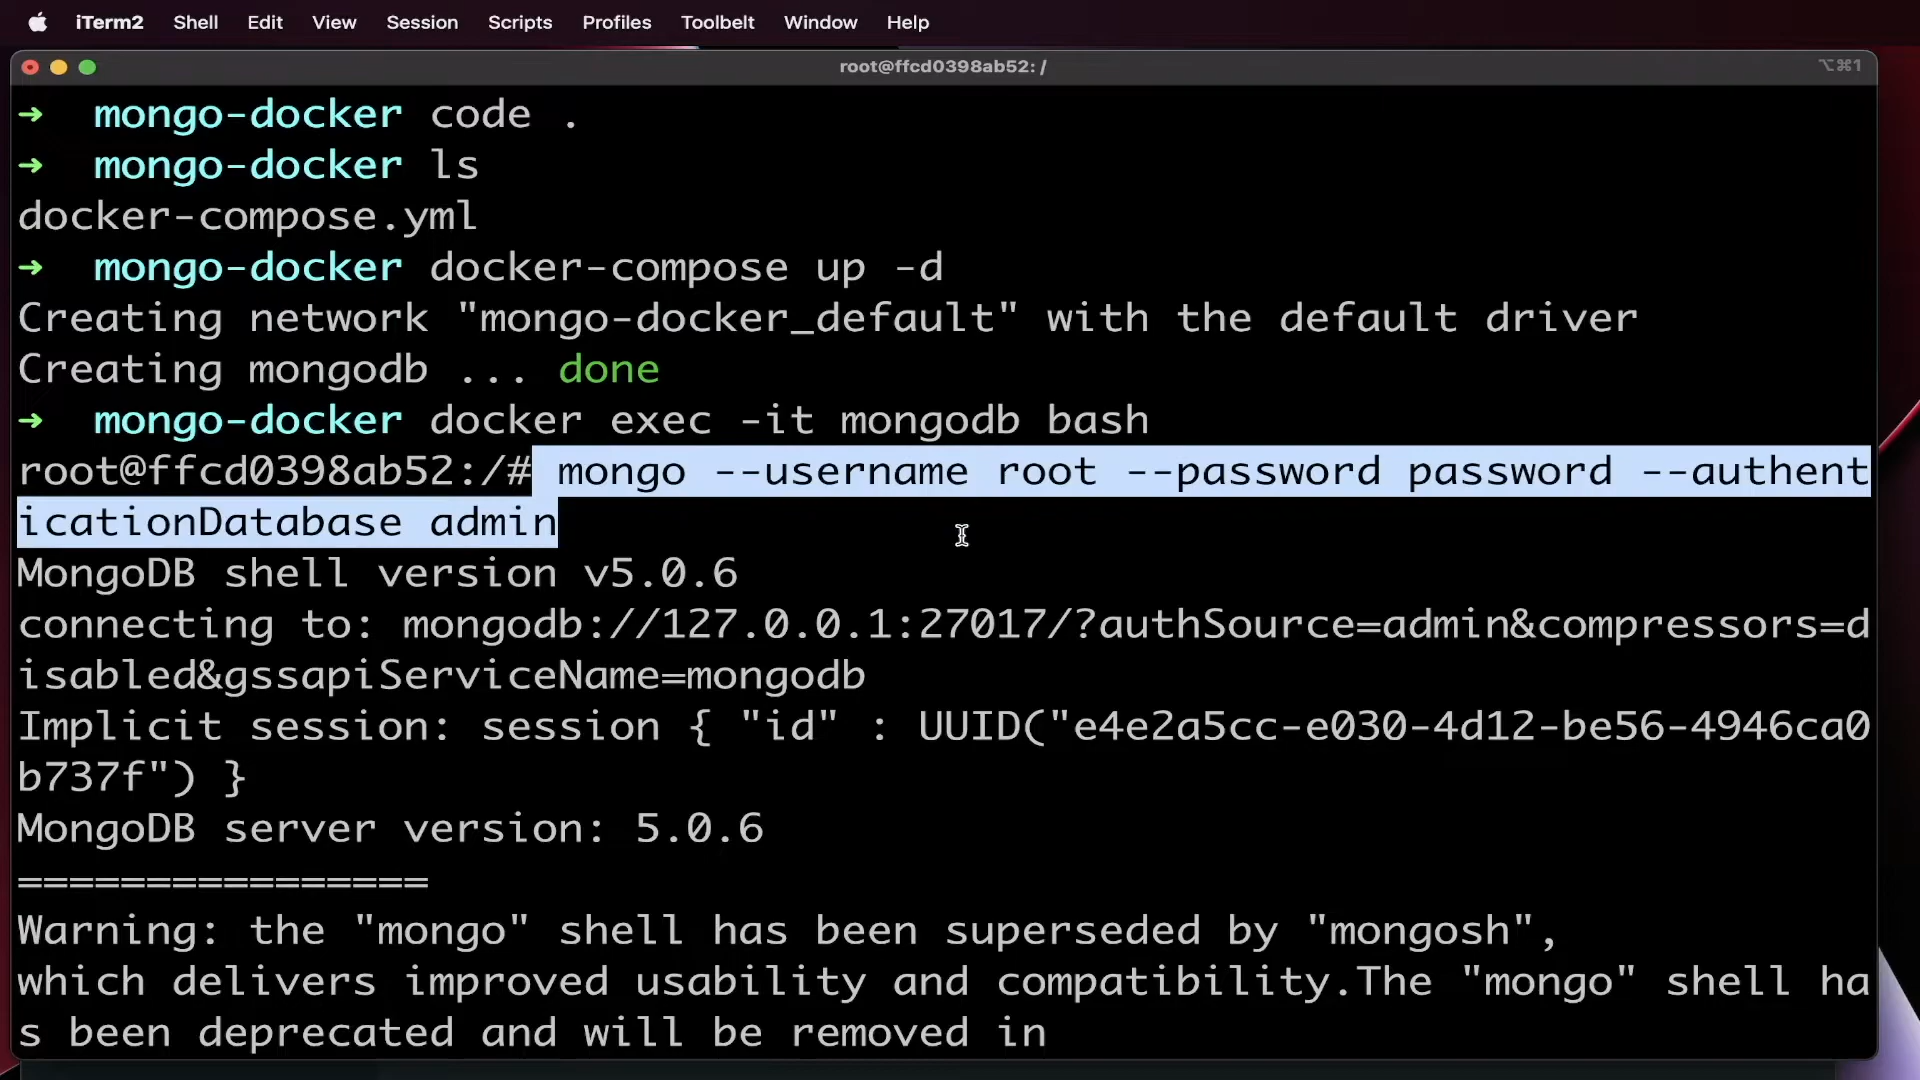 iTerm2 Shell Edit View Session Scripts Profiles Toolbelt Window Help
root@ffcd0398ab52: / ⌥⌘1
➜ mongo-docker code .
➜ mongo-docker ls
docker-compose.yml
➜ mongo-docker docker-compose up -d
Creating network "mongo-docker_default" with the default driver
Creating mongodb ... done
➜ mongo-docker docker exec -it mongodb bash
root@ffcd0398ab52:/# mongo --username root --password password --authent
icationDatabase admin
MongoDB shell version v5.0.6
connecting to: mongodb://127.0.0.1:27017/?authSource=admin&compressors=d
isabled&gssapiServiceName=mongodb
Implicit session: session { "id" : UUID("e4e2a5cc-e030-4d12-be56-4946ca0
b737f") }
MongoDB server version: 5.0.6
================
Warning: the "mongo" shell has been superseded by "mongosh",
which delivers improved usability and compatibility.The "mongo" shell ha
s been deprecated and will be removed in